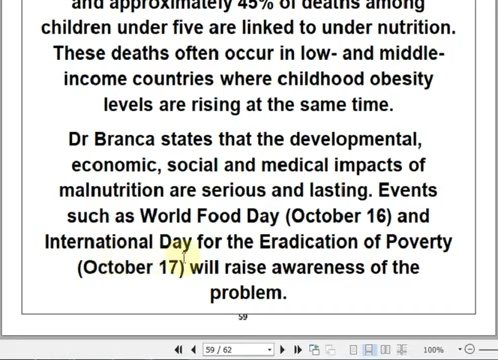 and approximately 45% of deaths among
children under five are linked to under nutrition.
These deaths often occur in low- and middle-
income countries where childhood obesity
levels are rising at the same time.
Dr Branca states that the developmental,
economic, social and medical impacts of
malnutrition are serious and lasting. Events
such as World Food Day (October 16) and
International Day for the Eradication of Poverty
(October 17) will raise awareness of the
problem.
59
59 / 62
100%